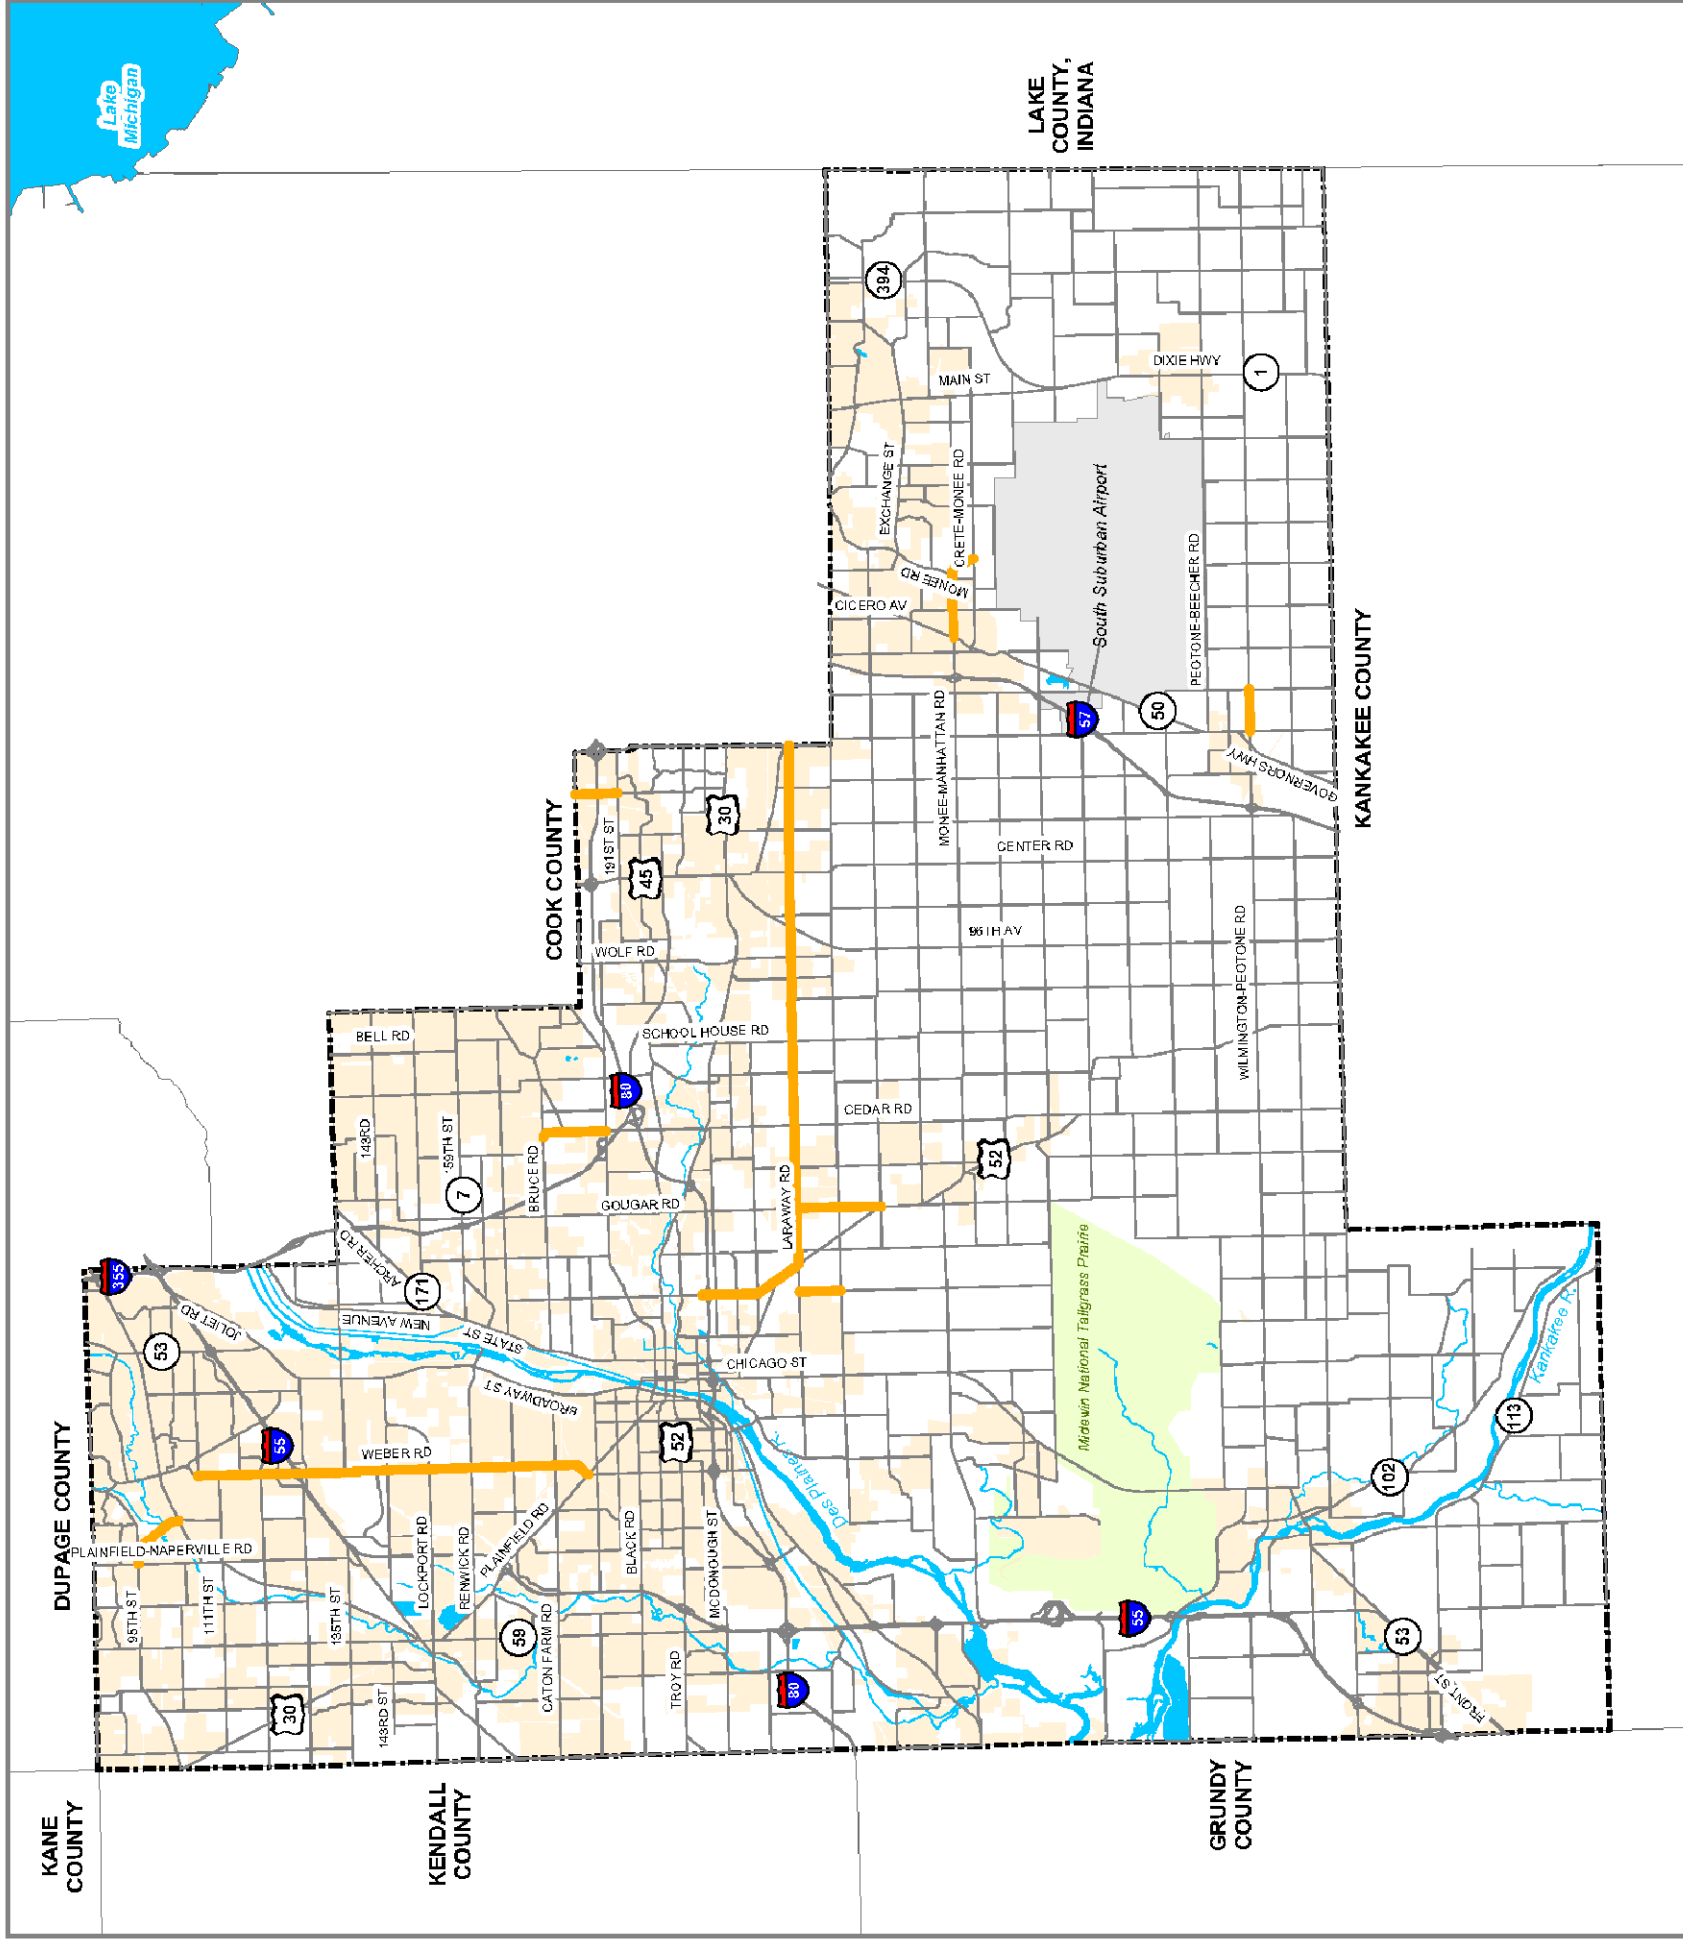 Lake
Michigan
LAKE
COUNTY,
INDIANA
394
MAIN ST
DIXIE HWY
1
EXCHANGE ST
CRETE-MONEE RD
MONEE RD
CICERO AV
South Suburban Airport
PEOTONE-BEECHER RD
MONEE-MANHATTAN RD
57
50
GOVERNORS HWY
KANKAKEE COUNTY
COOK COUNTY
191ST ST
30
45
CENTER RD
WOLF RD
96TH AV
WILMINGTON-PEOTONE RD
BELL RD
SCHOOL HOUSE RD
80
CEDAR RD
143RD
159TH ST
7
BRUCE RD
GOUGAR RD
LARAWAY RD
52
355
ARCHER RD
171
NEW AVENUE
STATE ST
JOLIET RD
53
BROADWAY ST
CHICAGO ST
Midewin National Tallgrass Prairie
Kankakee R.
113
102
DUPAGE COUNTY
55
WEBER RD
52
Des Plaines R.
PLAINFIELD-NAPERVILLE RD
95TH ST
111TH ST
135TH ST
LOCKPORT RD
RENWICK RD
PLAINFIELD RD
BLACK RD
MCDONOUGH ST
59
CATON FARM RD
TROY RD
30
143RD ST
80
55
53
FRONT ST
KANE
COUNTY
KENDALL
COUNTY
GRUNDY
COUNTY